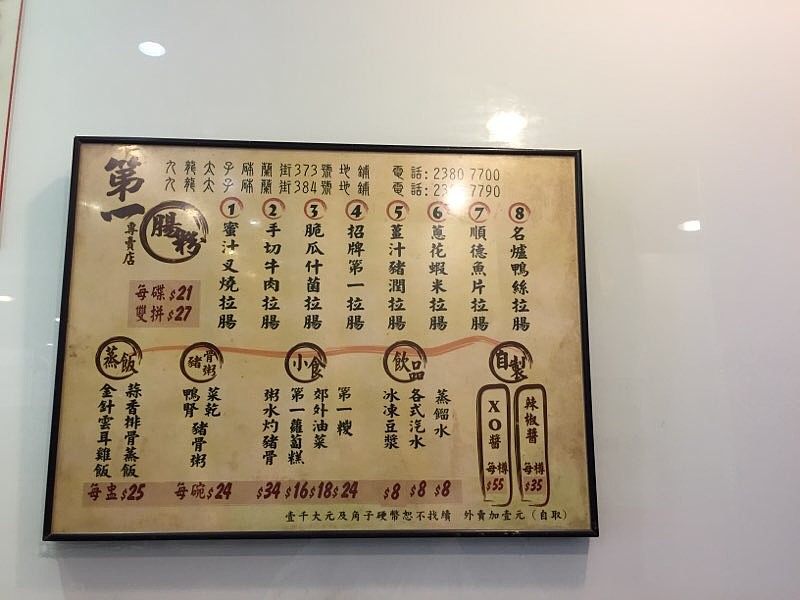 第一
腸粉
專賣店
九龍太子砵蘭街373號地鋪 電話: 2380 7700
九龍太子砵蘭街384號地鋪 電話: 7790
① 蜜汁叉燒拉腸
② 手切牛肉拉腸
③ 脆瓜什菌拉腸
④ 招牌第一拉腸
⑤ 薑汁豬潤拉腸
⑥ 蔥花蝦米拉腸
⑦ 順德魚片拉腸
⑧ 名爐鴨絲拉腸
每碟$21
雙拼$27
蒸飯
蒜香排骨蒸飯
金針雲耳雞飯
每盅$25
豬骨粥
菜乾
鴨腎 豬骨粥
每碗$24
小食
第一糉 $24
郊外油菜 $18
第一蘿蔔糕 $16
粥水灼豬骨 $34
飲品
蒸餾水 $8
各式汽水 $8
冰凍豆漿 $8
自製
辣椒醬 每樽 $35
XO醬 每樽 $55
壹千大元及角子硬幣恕不找續 外賣加壹元(自取)